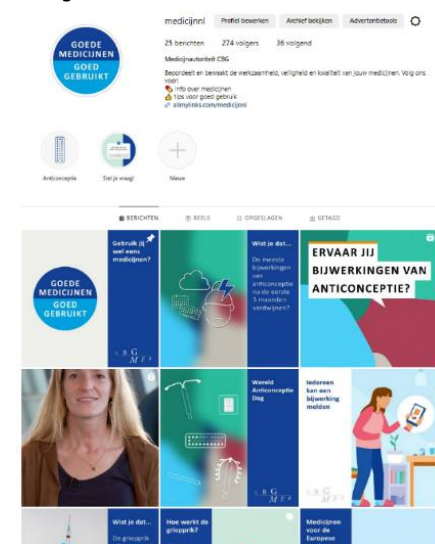 medicijnnl Profiel bewerken Archief bekijken Advertentietools
25 berichten 274 volgers 36 volgend
Medicijnautoriteit CBG
Beoordeelt en bewaakt de werkzaamheid, veiligheid en kwaliteit van jouw medicijnen. Volg ons
voor:
info over medicijnen
tips voor goed gebruik
allmylinks.com/medicijnnl
GOEDE
MEDICIJNEN
GOED
GEBRUIKT
Anticonceptie Stel je vraag! Nieuw
BERICHTEN REELS OPGESLAGEN GETAGD
GOEDE
MEDICIJNEN
GOED
GEBRUIKT
Gebruik jij
wel eens
medicijnen?
C B G
M E B
Wist je dat...
De meeste
bijwerkingen
van
anticonceptie
na de eerste
3 maanden
verdwijnen?
ERVAAR JIJ
BIJWERKINGEN VAN
ANTICONCEPTIE?
Wereld
Anticonceptie
Dag
C B G
M E B
Iedereen
kan een
bijwerking
melden
C B G
M E B
Wist je dat...
De griepprik
Hoe werkt de
griepprik?
Medicijnen
voor de
Europese